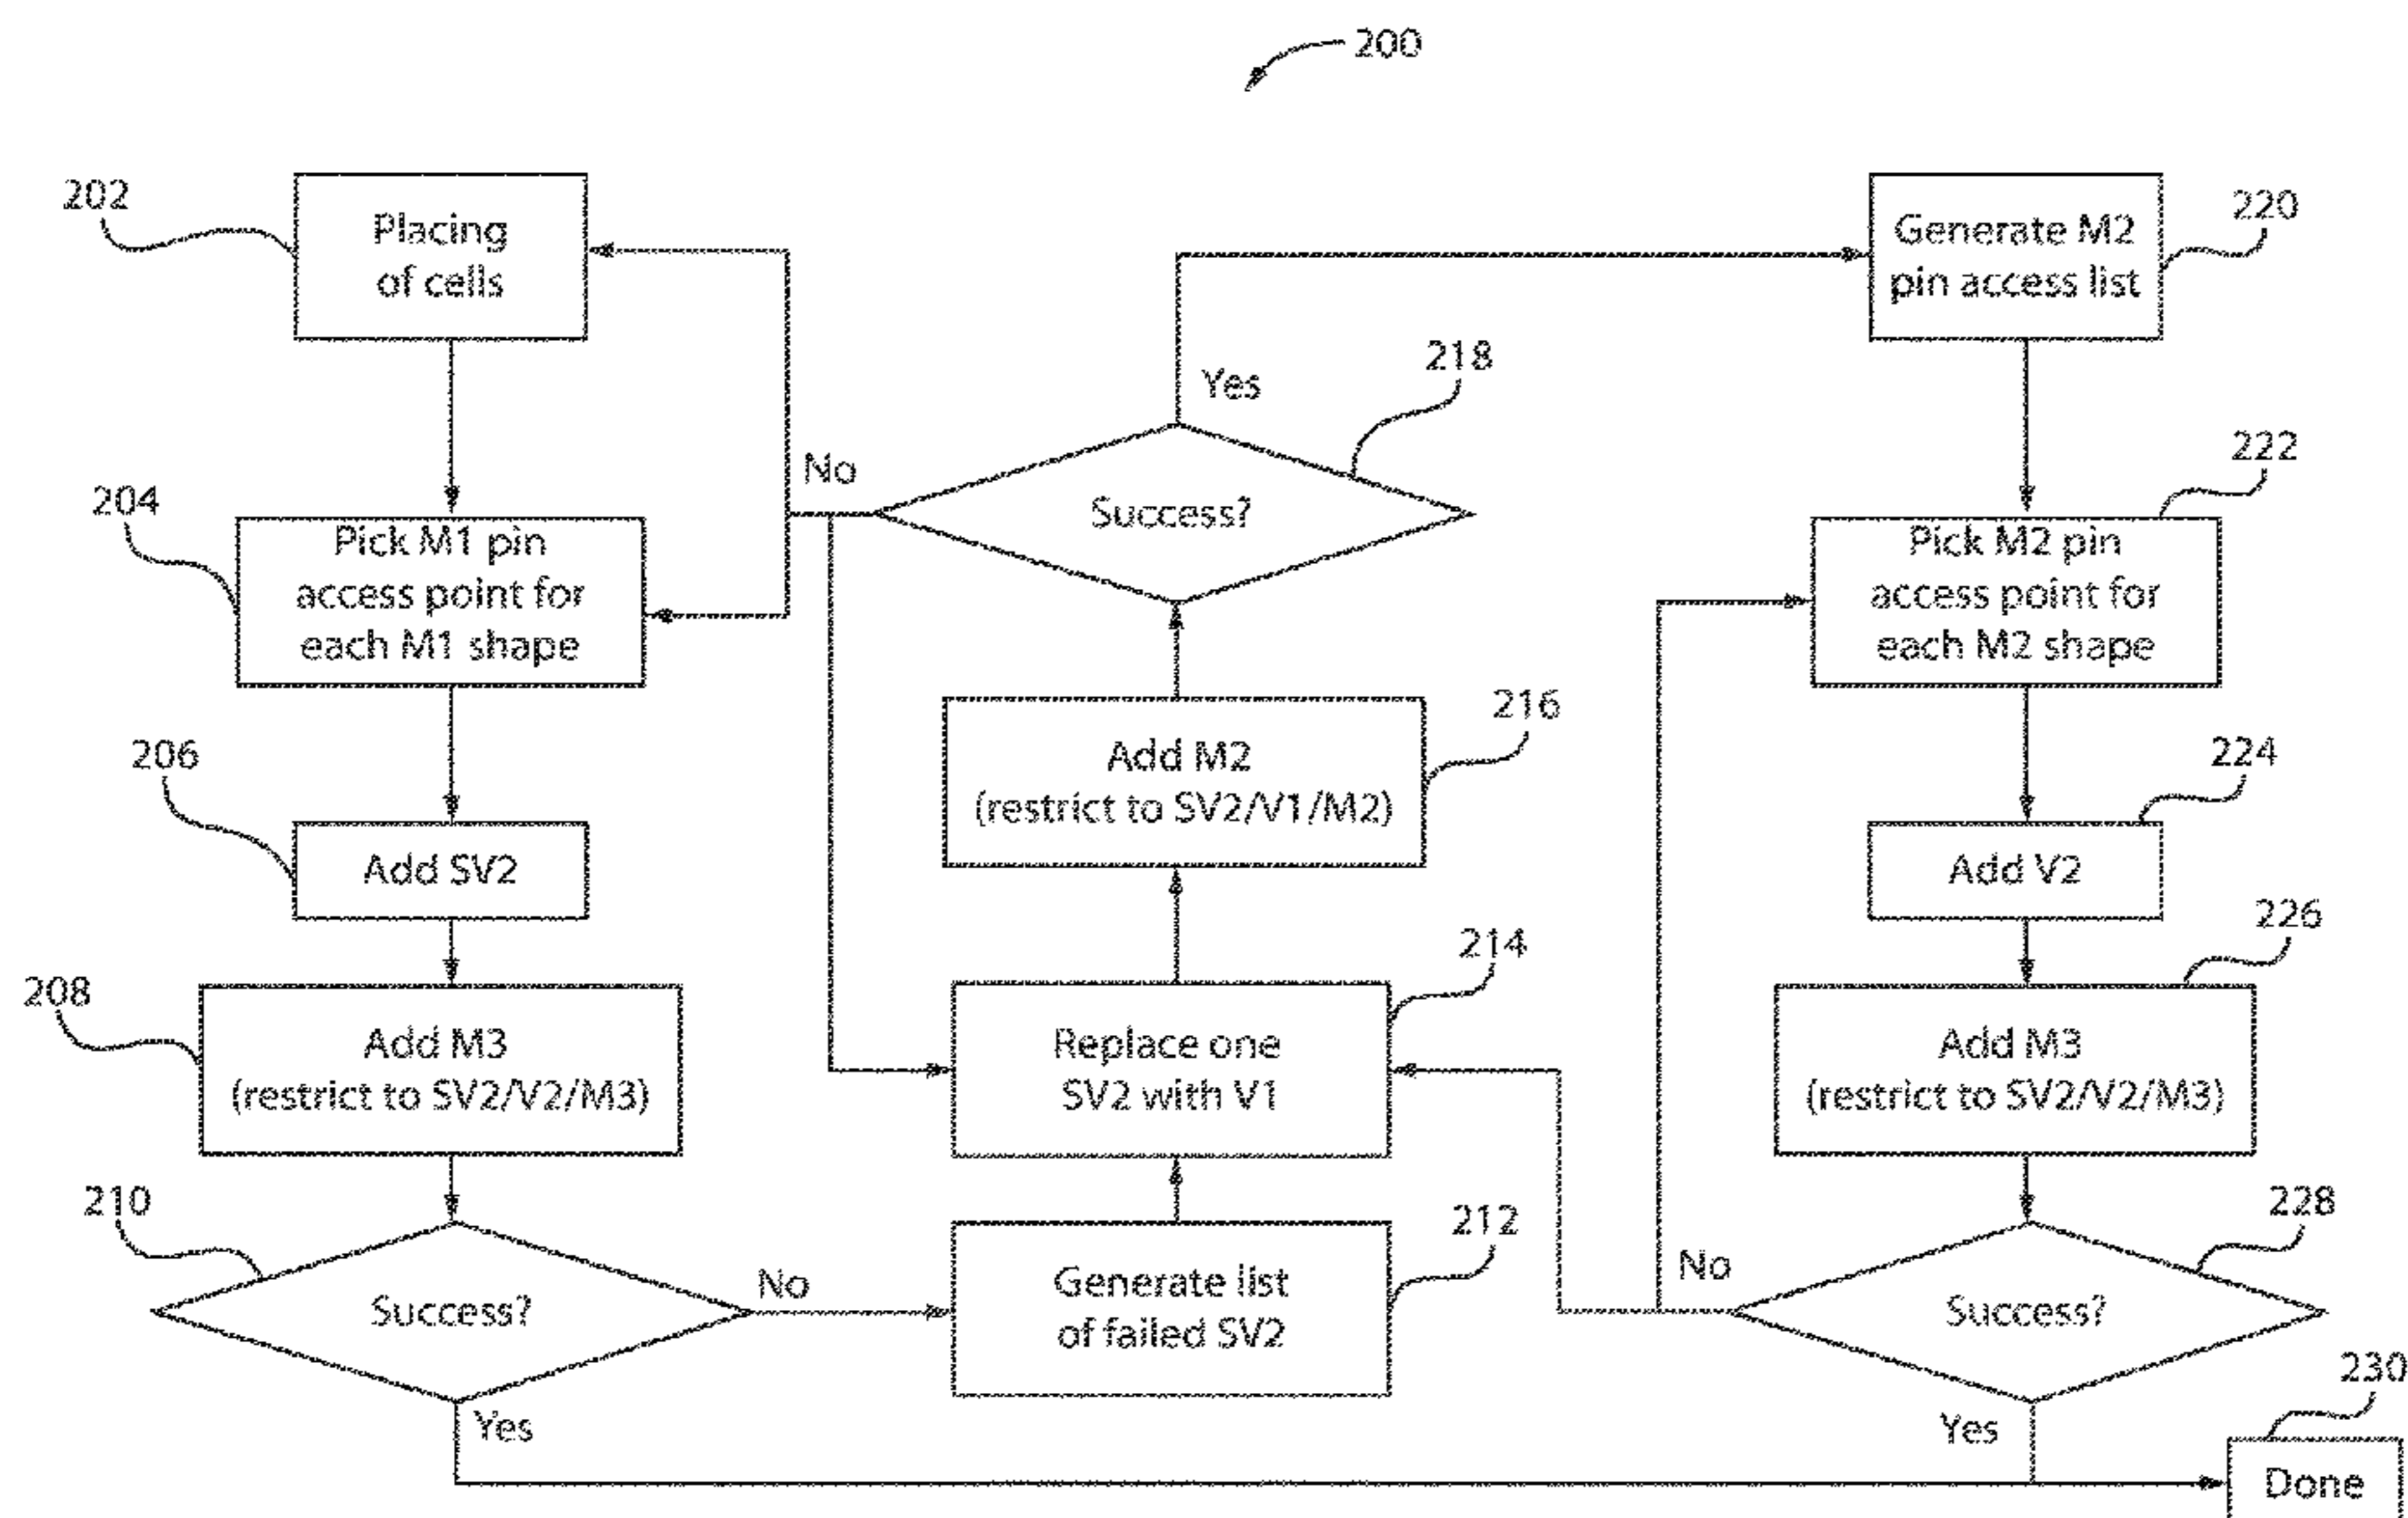 200
202
Placing
of cells
204
Pick M1 pin
access point for
each M1 shape
206
Add SV2
208
Add M3
(restrict to SV2/V2/M3)
210
Success?
No
Yes
212
Generate list
of failed SV2
214
Replace one
SV2 with V1
216
Add M2
(restrict to SV2/V1/M2)
218
Success?
No
Yes
220
Generate M2
pin access list
222
Pick M2 pin
access point for
each M2 shape
224
Add V2
226
Add M3
(restrict to SV2/V2/M3)
228
Success?
No
Yes
230
Done